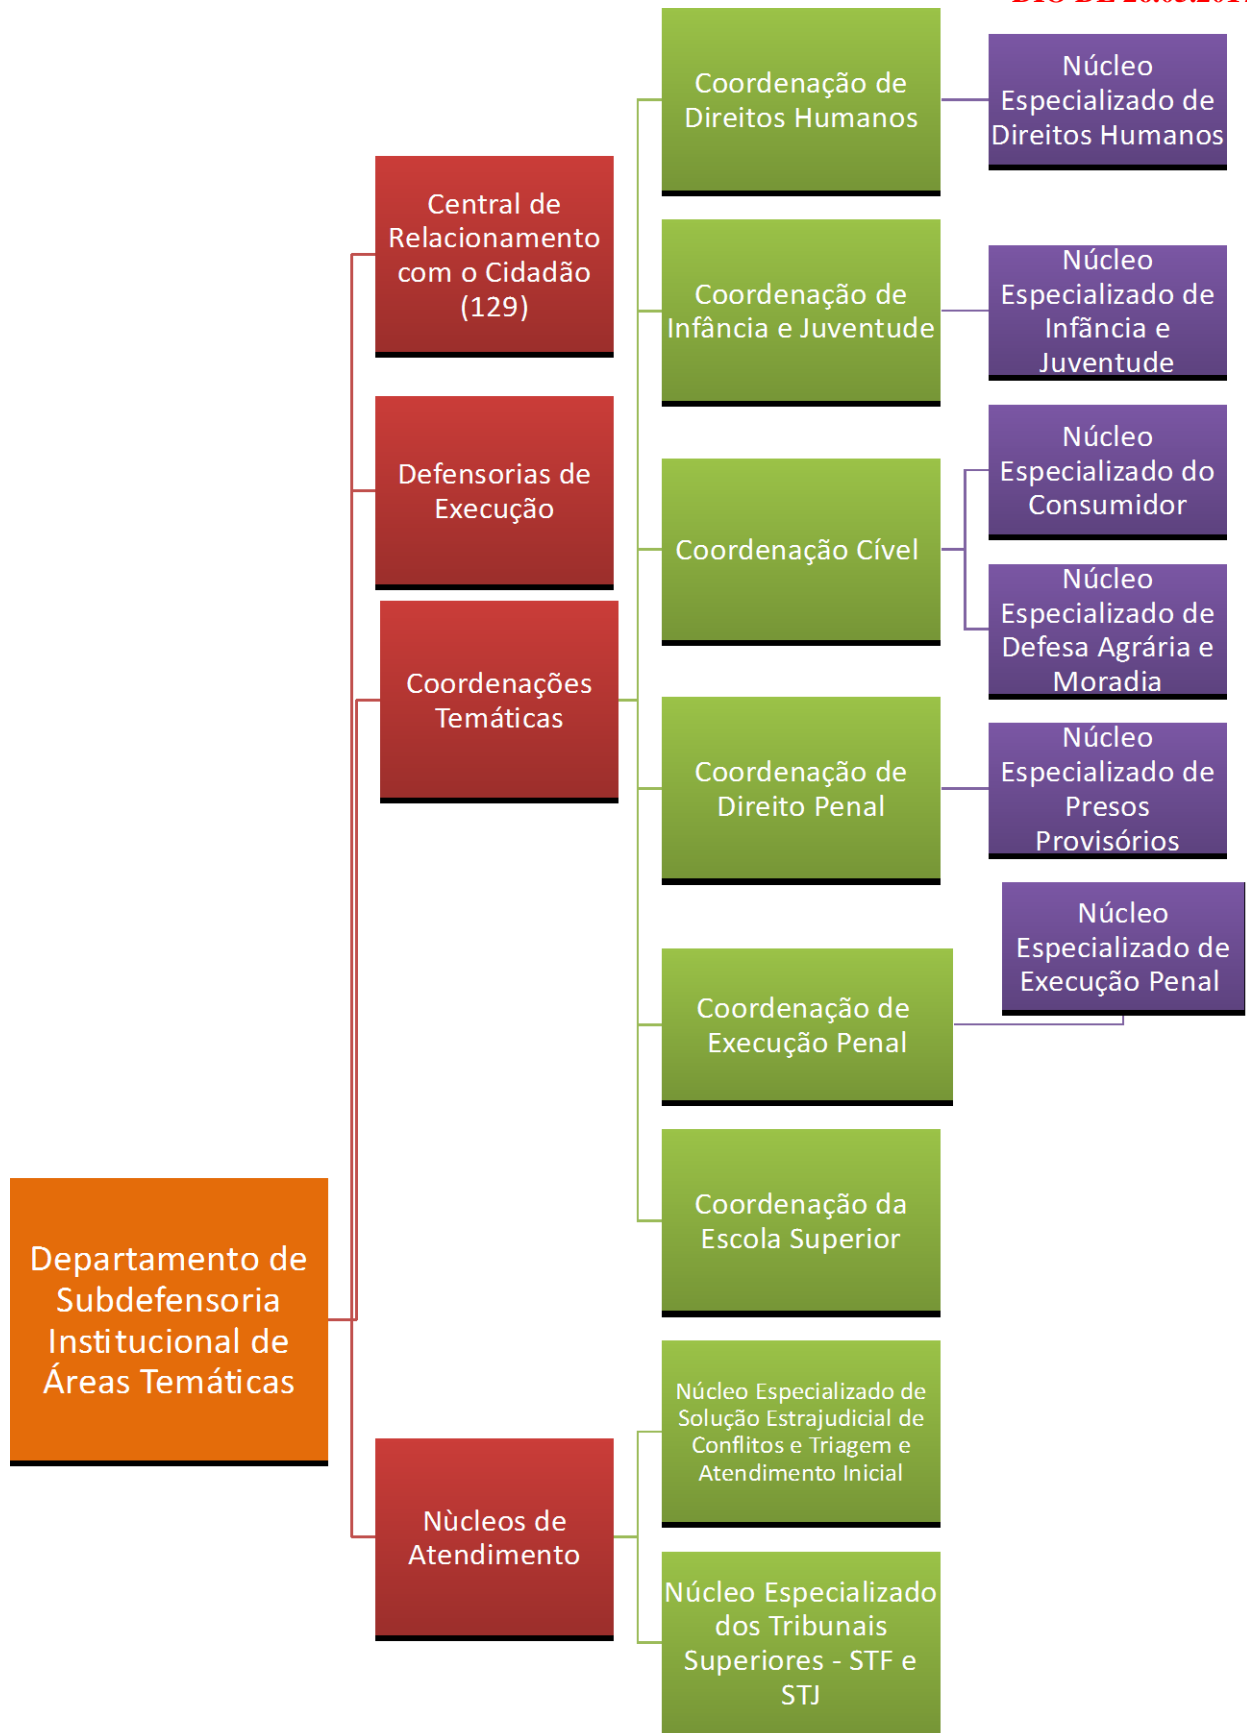 Coordenação de
Direitos Humanos
Núcleo
Especializado de
Direitos Humanos
Central de
Relacionamento
com o Cidadão
(129)
Coordenação de
Infância e Juventude
Núcleo
Especializado de
Infãncia e
Juventude
Defensorias de
Execução
Coordenação Cível
Núcleo
Especializado do
Consumidor
Núcleo
Especializado de
Defesa Agrária e
Moradia
Coordenações
Temáticas
Coordenação de
Direito Penal
Núcleo
Especializado de
Presos
Provisórios
Coordenação de
Execução Penal
Núcleo
Especializado de
Execução Penal
Coordenação da
Escola Superior
Departamento de
Subdefensoria
Institucional de
Áreas Temáticas
Nùcleos de
Atendimento
Núcleo Especializado de
Solução Estrajudicial de
Conflitos e Triagem e
Atendimento Inicial
Núcleo Especializado
dos Tribunais
Superiores - STF e
STJ